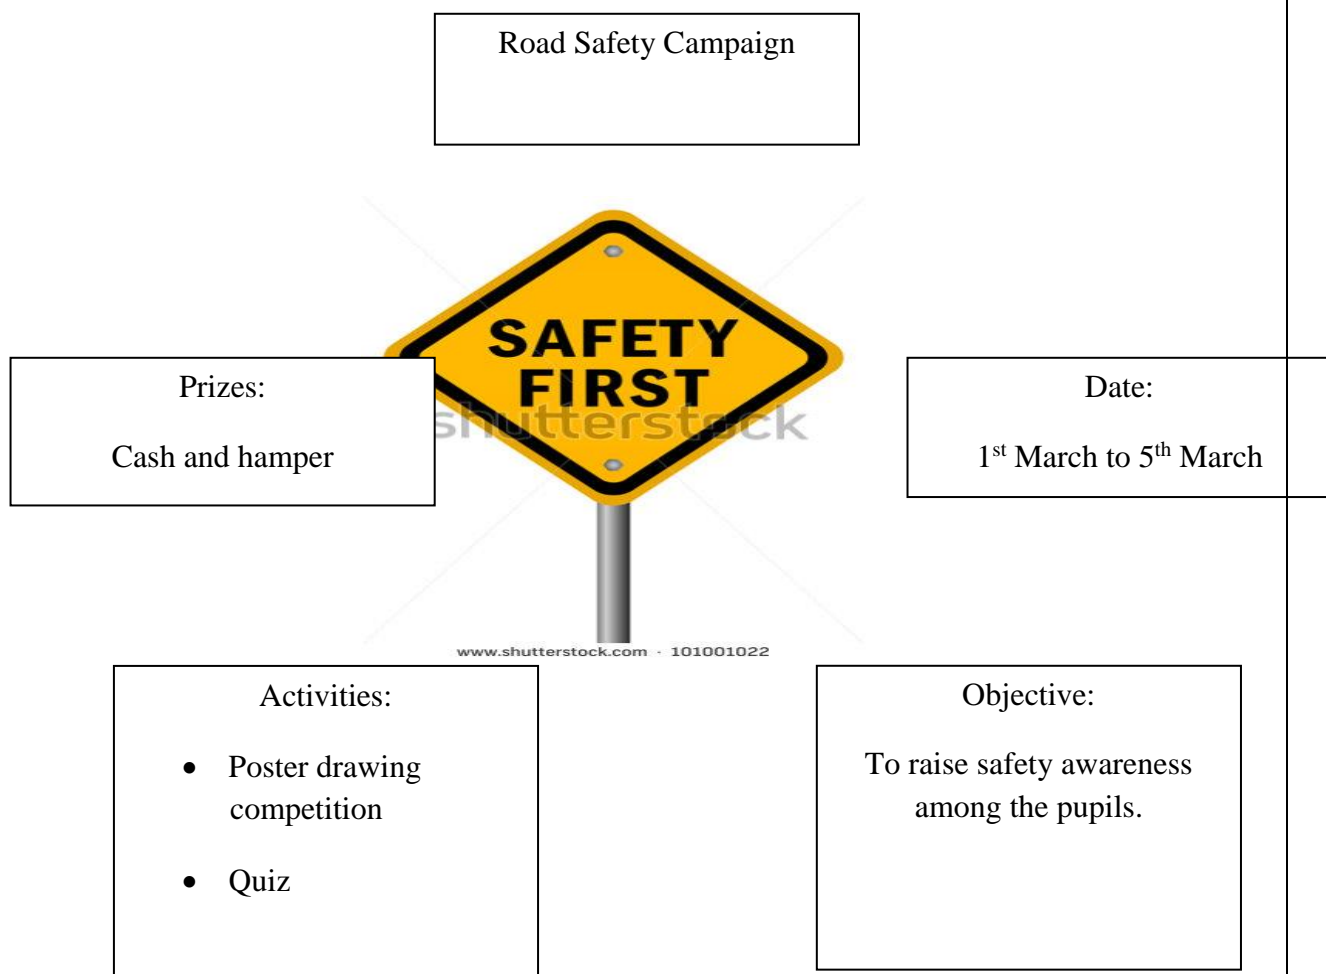 Road Safety Campaign
SAFETY
FIRST
shutterstock
Prizes:
Cash and hamper
Date:
1st March to 5th March
www.shutterstock.com · 101001022
Activities:
• Poster drawing
competition
• Quiz
Objective:
To raise safety awareness
among the pupils.